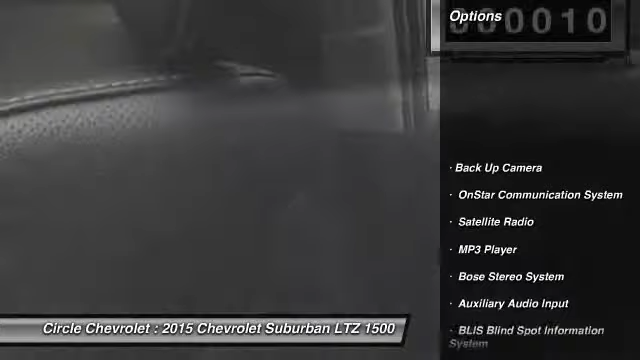 Options
000010
· Back Up Camera
· OnStar Communication System
· Satellite Radio
· MP3 Player
· Bose Stereo System
· Auxiliary Audio Input
· BLIS Blind Spot Information
System
Circle Chevrolet : 2015 Chevrolet Suburban LTZ 1500